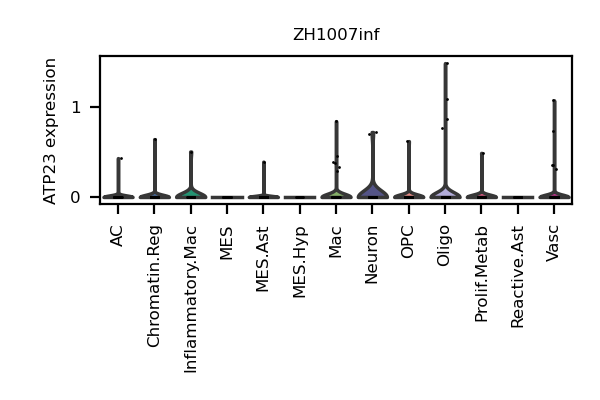 ZH1007inf
ATP23 expression
1
0
AC
Chromatin.Reg
Inflammatory.Mac
MES
MES.Ast
MES.Hyp
Mac
Neuron
OPC
Oligo
Prolif.Metab
Reactive.Ast
Vasc